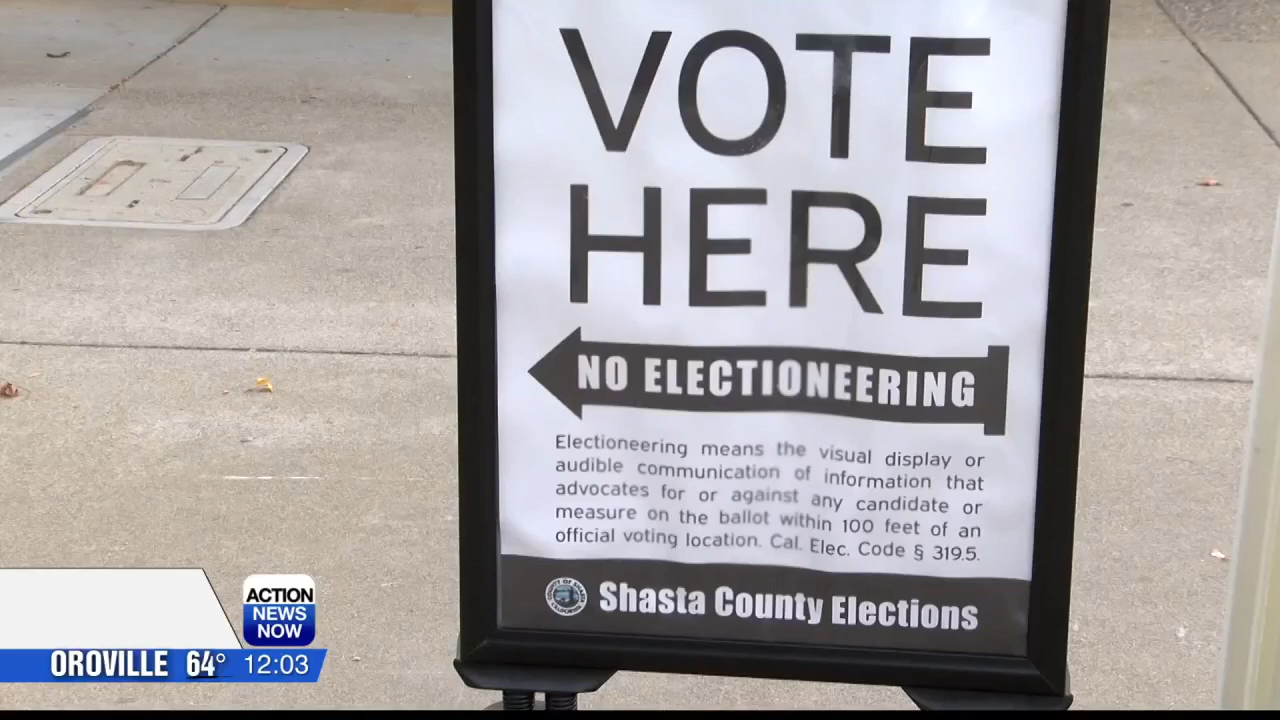 VOTE
HERE
NO ELECTIONEERING
Electioneering means the visual display or
audible communication of information that
advocates for or against any candidate or
measure on the ballot within 100 feet of an
official voting location. Cal. Elec. Code § 319.5.
Shasta County Elections
ACTION
NEWS
NOW
OROVILLE 64° 12:03